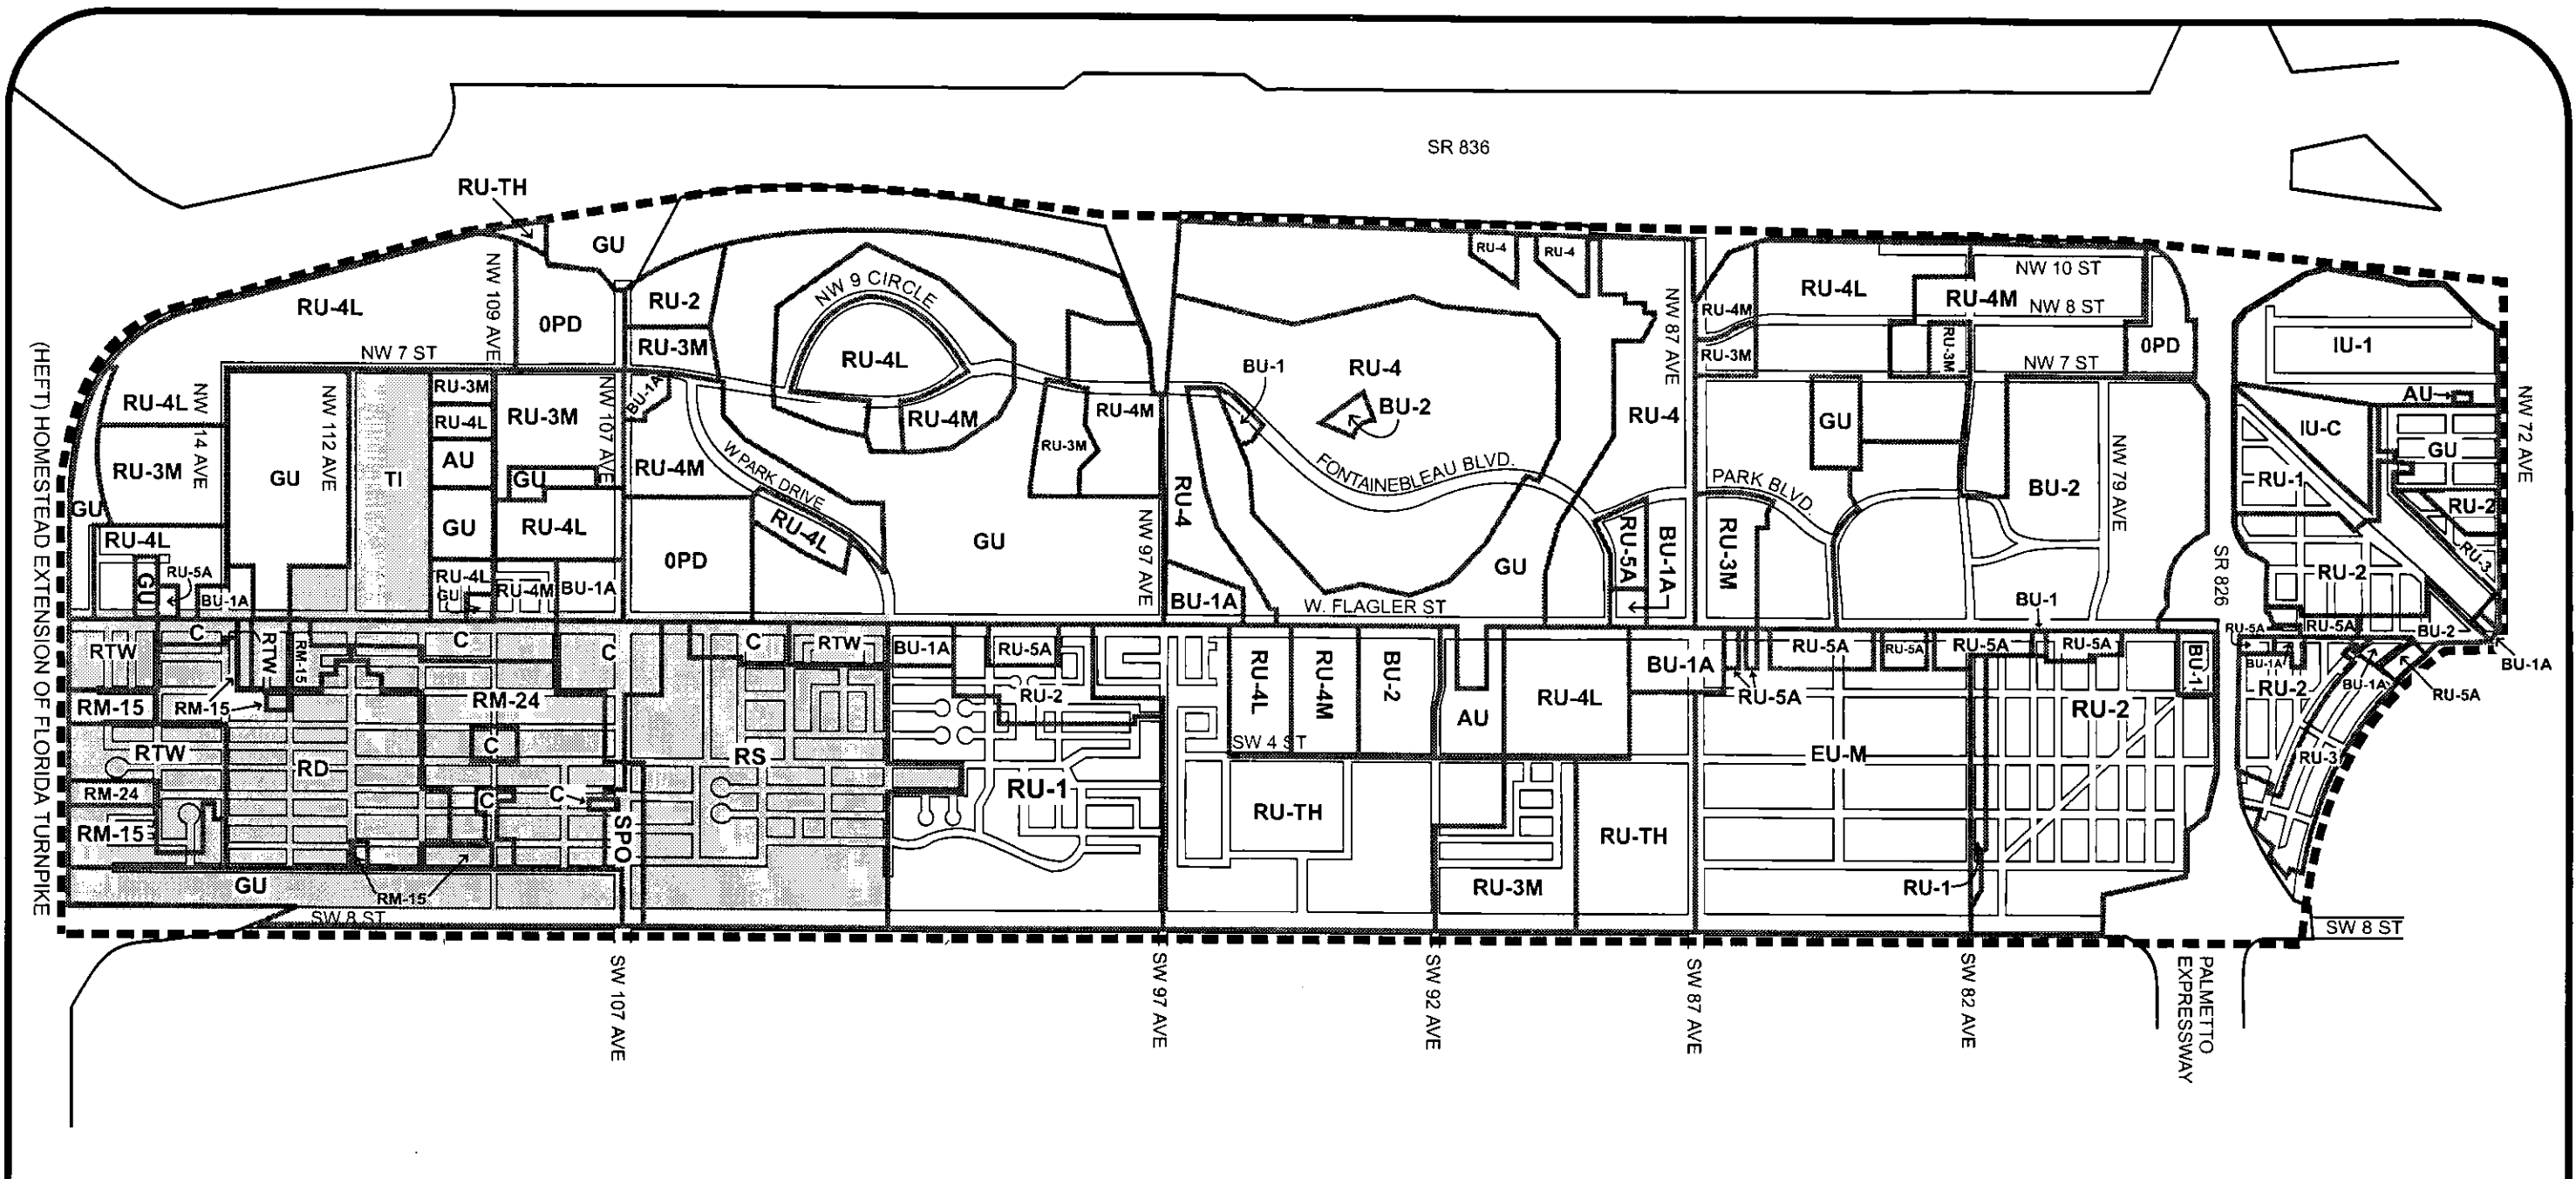 SR 836
RU-TH
GU
RU-4
RU-4
NW 10 ST
RU-4L
NW 109 AVE
0PD
RU-2
NW 9 CIRCLE
RU-4L
RU-4M
NW 8 ST
RU-4M
RU-3M
RU-4L
RU-3M
RU-3M
0PD
NW 7 ST
IU-1
NW 7 ST
BU-1
RU-4
NW 87 AVE
(HEFT) HOMESTEAD EXTENSION OF FLORIDA TURNPIKE
RU-4L
NW 114 AVE
NW 112 AVE
RU-3M
RU-4L
RU-3M
NW 107 AVE
BU-1A
RU-4M
RU-4M
BU-2
RU-4
GU
AU
NW 72 AVE
IU-C
GU
RU-3M
AU
RU-4M
W PARK DRIVE
RU-3M
FONTAINEBLEAU BLVD.
PARK BLVD.
NW 79 AVE
RU-1
RU-3M
GU
TI
GU
RU-4
BU-2
RU-2
GU
RU-4L
GU
RU-4L
RU-4L
GU
NW 97 AVE
RU-5A
BU-1A
RU-3M
RU-3
0PD
GU
SR 826
RU-2
GU
RU-5A
BU-1A
RU-4L
GU
RU-4M
BU-1A
BU-1A
W. FLAGLER ST
BU-1
RU-5A
RU-5A
BU-2
BU-1A
RTW
C
RTW
RM-15
C
C
C
RTW
BU-1A
RU-5A
RU-2
RU-4L
RU-4M
BU-2
BU-1A
RU-5A
RU-5A
RU-5A
RU-5A
RU-5A
BU-1
BU-1A
RU-2
BU-1A
RU-5A
RM-15
RM-15
RM-24
AU
RU-4L
RU-2
SW 4 ST
RTW
RD
C
RS
RU-1
EU-M
RU-3
RM-24
C
C
RM-15
SPO
RU-TH
RU-TH
GU
RM-15
RU-3M
RU-1
SW 8 ST
SW 8 ST
SW 107 AVE
SW 97 AVE
SW 92 AVE
SW 87 AVE
SW 82 AVE
PALMETTO
EXPRESSWAY